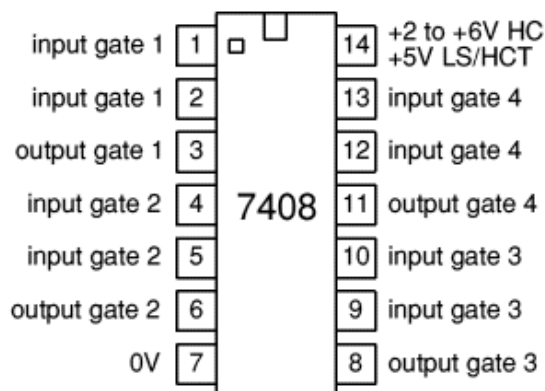 input gate 1 1 14 +2 to +6V HC
+5V LS/HCT
input gate 1 2 13 input gate 4
output gate 1 3 12 input gate 4
input gate 2 4 7408 11 output gate 4
input gate 2 5 10 input gate 3
output gate 2 6 9 input gate 3
0V 7 8 output gate 3